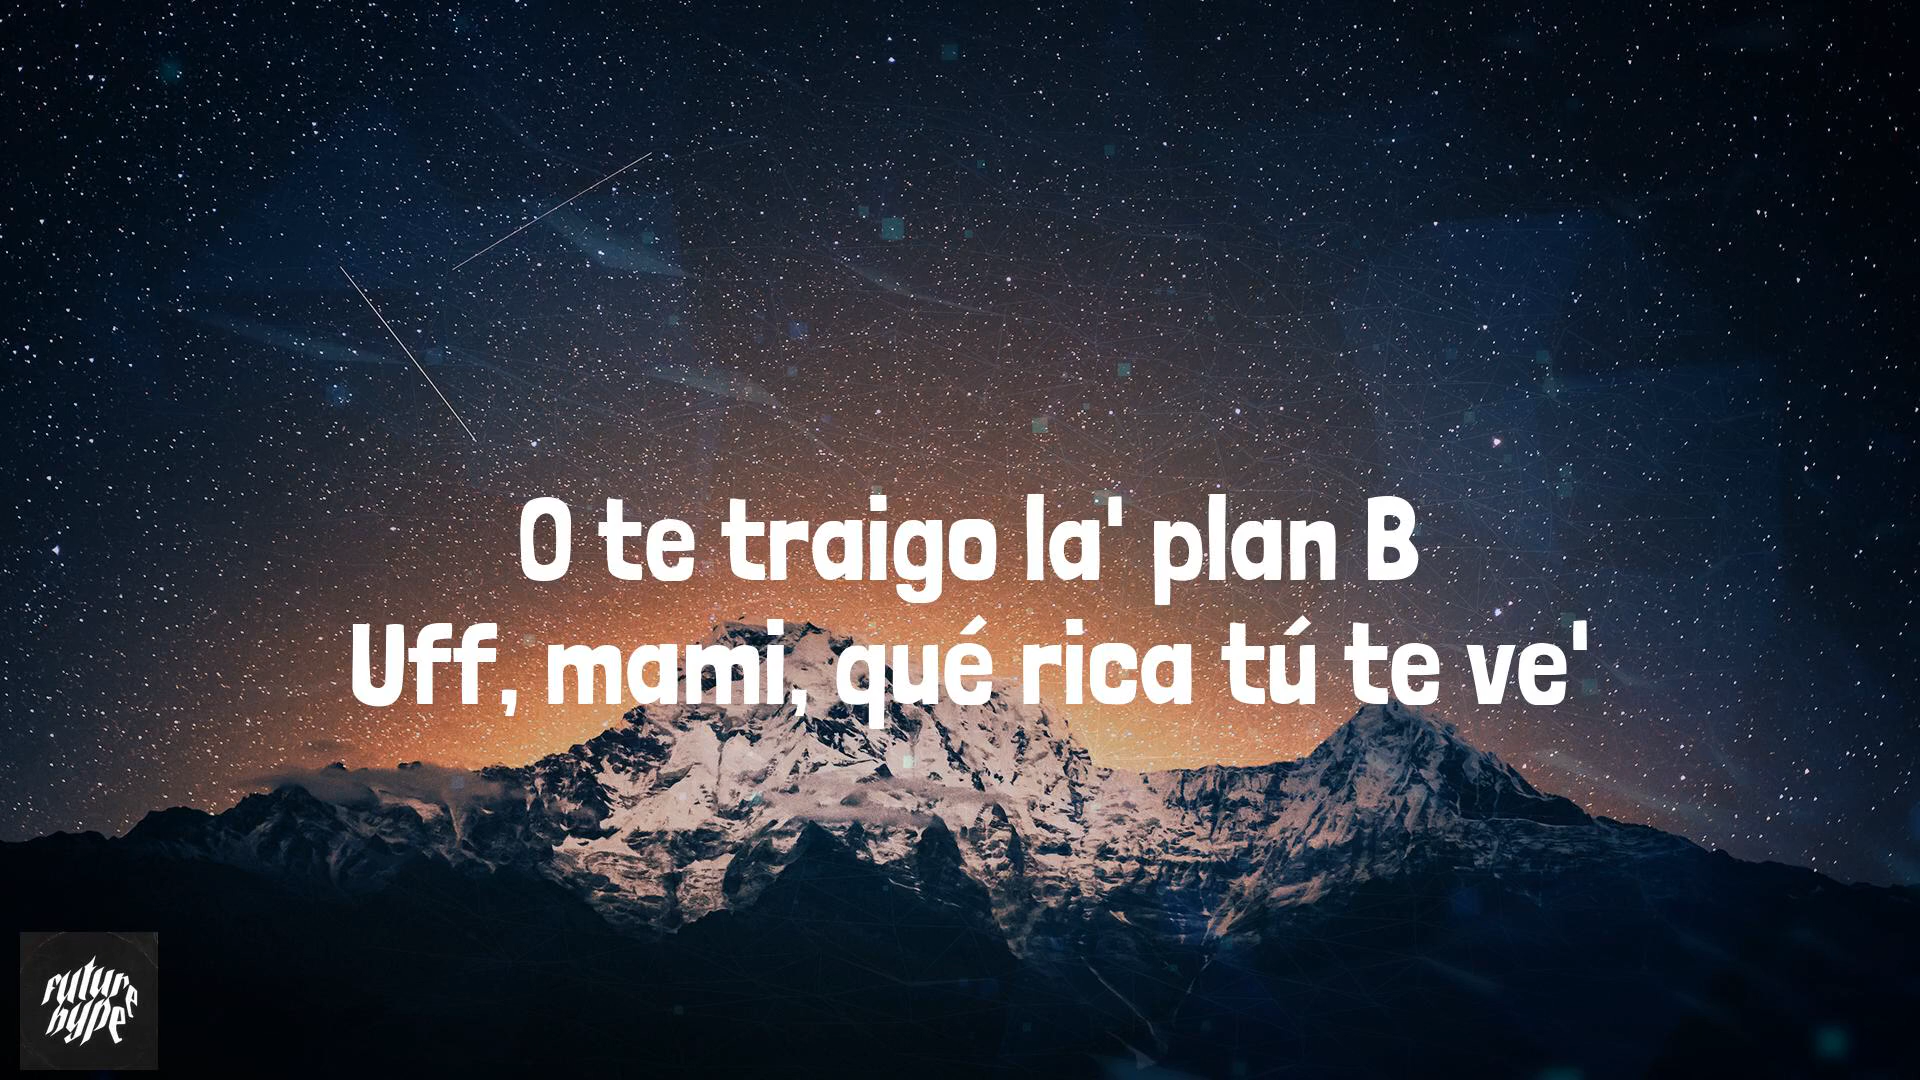 O te traigo la' plan B
Uff, mami, qué rica tú te ve'
future
hype